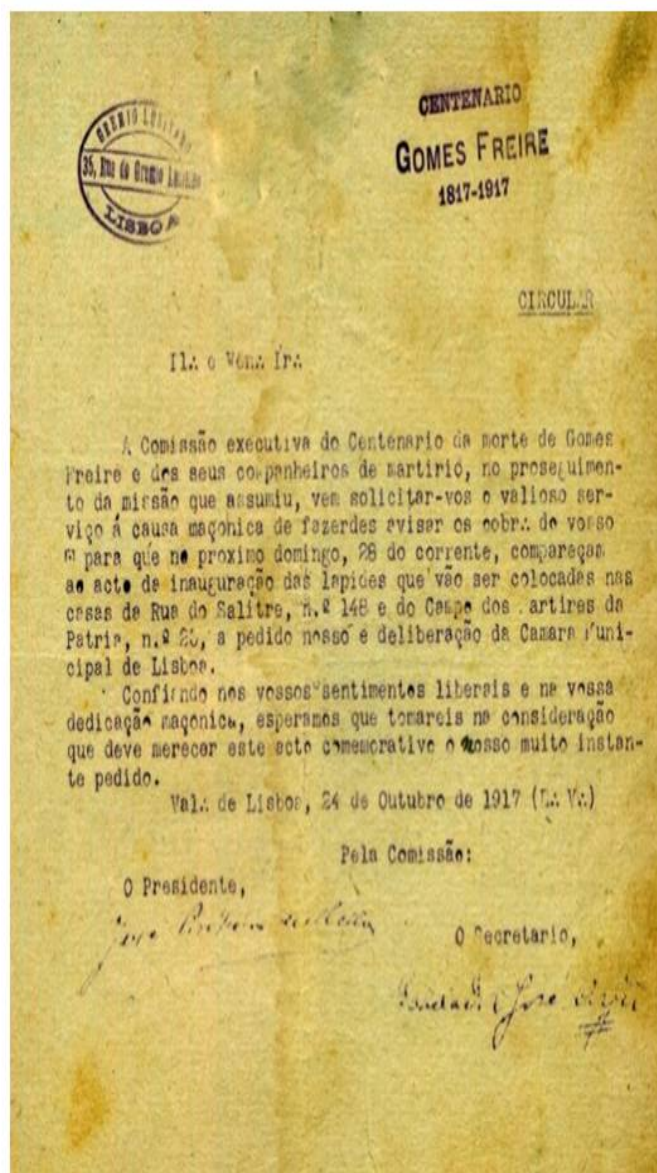 GREMIO LUSITANO
35, Rua do Gremio Lusitano
LISBOA
CENTENARIO
GOMES FREIRE
1817-1917
CIRCULAR
Il∴ e Ven∴ Ir∴
A Comissão executiva do Centenario da morte de Gomes
Freire e dos seus companheiros de martirio, no proseguimen-
to da missão que assumiu, vem solicitar-vos o valioso ser-
viço á causa maçonica de fazerdes avisar os oobr∴ do vosso
para que no proximo domingo, 28 do corrente, compareçam
ao acto da inauguração das lapides que vão ser colocadas nas
casas da Rua do Salitre, n.º 148 e do Campo dos Martires da
Patria, n.º, a pedido nosso e deliberação da Camara Muni-
cipal de Lisboa.
Confiando nos vossos sentimentos liberais e na vossa
dedicação maçonica, esperamos que tomareis na consideração
que deve merecer este acto comemorativo o nosso muito instan-
te pedido.
Val∴ de Lisboa, 24 de Outubro de 1917 (E∴ V∴)
Pela Comissão:
O Presidente,
José
O Secretario,
José